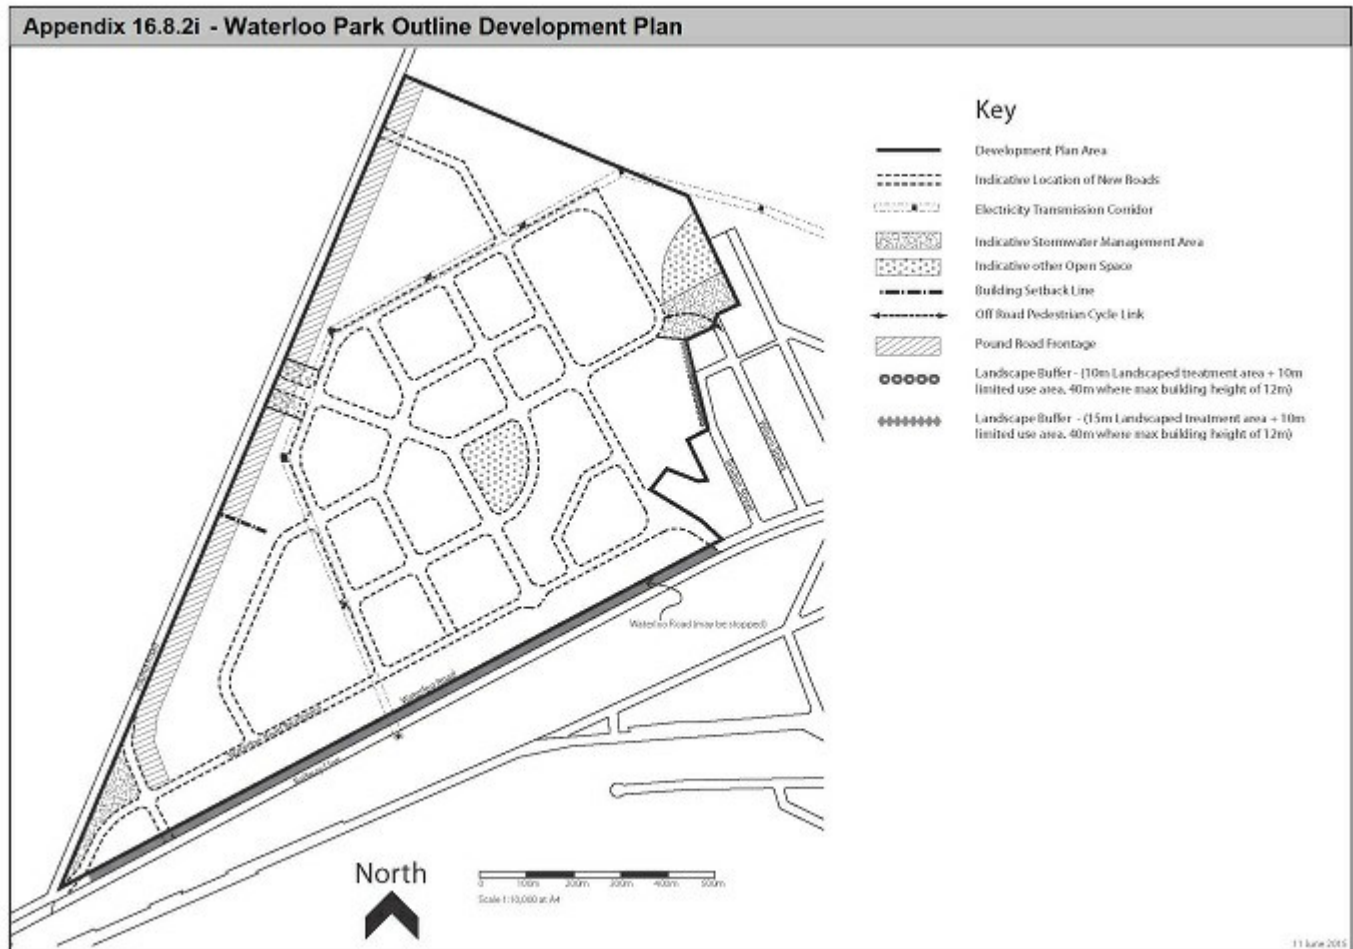 Appendix 16.8.2i - Waterloo Park Outline Development Plan
Key
Development Plan Area
Indicative Location of New Roads
Electricity Transmission Corridor
Indicative Stormwater Management Area
Indicative other Open Space
Building Setback Line
Off Road Pedestrian Cycle Link
Pound Road Frontage
Landscape Buffer - (10m Landscaped treatment area + 10m
limited use area. 40m where max building height of 12m)
Landscape Buffer - (15m Landscaped treatment area + 10m
limited use area. 40m where max building height of 12m)
Waterloo Road (may be stopped)
Waterloo Road
Railway Line
North
0 100m 200m 300m 400m 500m
Scale 1:10,000 at A4
11 June 2015